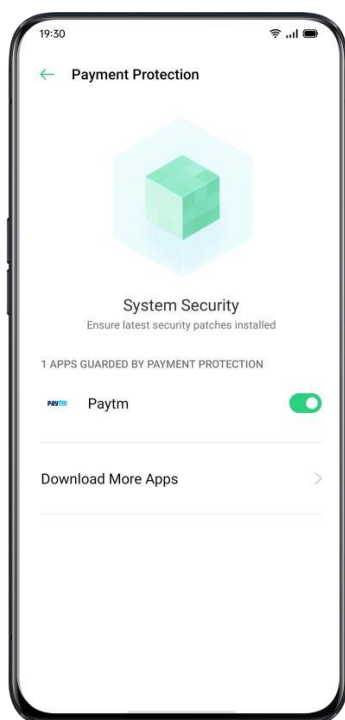 19:30
Payment Protection
System Security
Ensure latest security patches installed
1 APPS GUARDED BY PAYMENT PROTECTION
Paytm
Paytm
Download More Apps